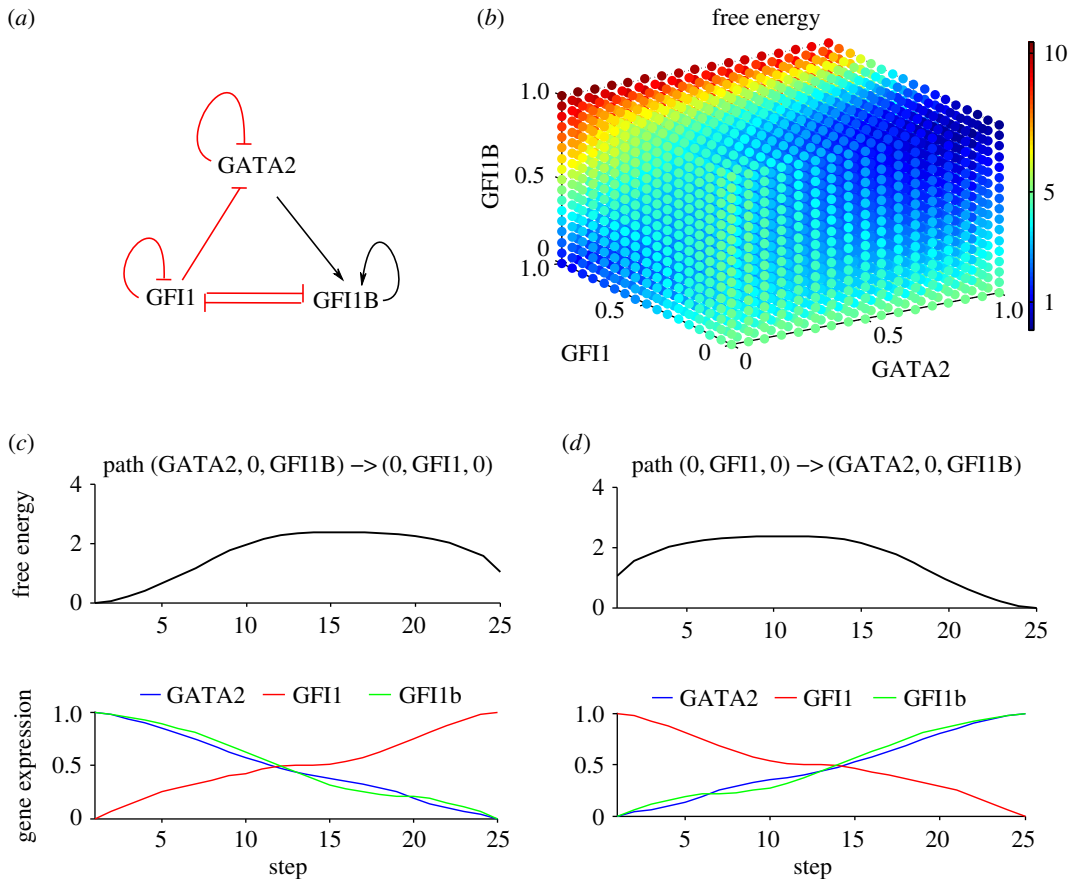 (a)
GATA2
GFI1
GFI1B
(b)
free energy
GFI1B
1.0
0.5
0
1.0
0.5
0
GFI1
0
0.5
1.0
GATA2
10
5
1
(c)
path (GATA2, 0, GFI1B) –> (0, GFI1, 0)
free energy
4
2
0
5 10 15 20 25
GATA2 GFI1 GFI1b
gene expression
1.0
0.5
0
5 10 15 20 25
step
(d)
path (0, GFI1, 0) –> (GATA2, 0, GFI1B)
4
2
0
5 10 15 20 25
GATA2 GFI1 GFI1b
1.0
0.5
0
5 10 15 20 25
step